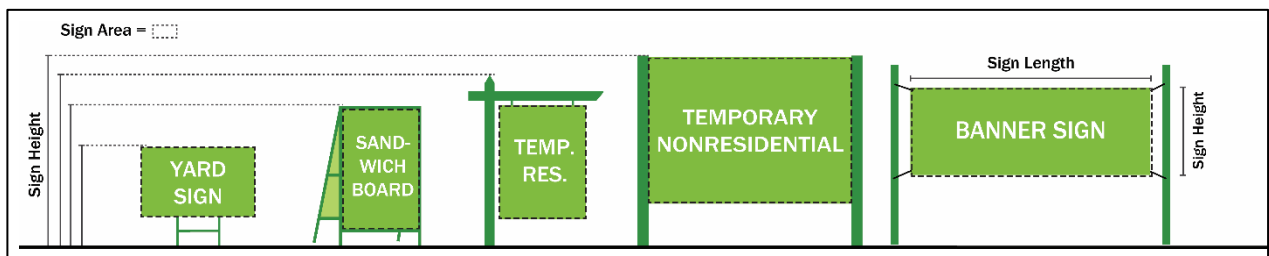 Sign Area =
Sign Height
YARD
SIGN
SAND-
WICH
BOARD
TEMP.
RES.
TEMPORARY
NONRESIDENTIAL
Sign Length
BANNER SIGN
Sign Height